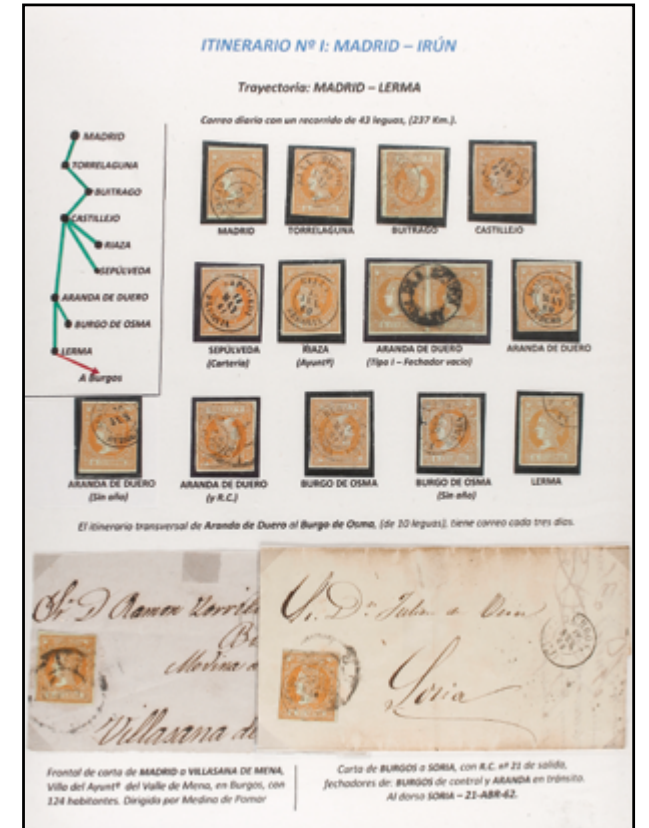 ITINERARIO Nº I: MADRID – IRÚN
Trayectoria: MADRID – LERMA
Correo diario con un recorrido de 43 leguas, (237 Km.).
MADRID
TORRELAGUNA
BUITRAGO
CASTILLEJO
RIAZA
SEPÚLVEDA
ARANDA DE DUERO
BURGO DE OSMA
LERMA
A Burgos
MADRID TORRELAGUNA BUITRAGO CASTILLEJO
SEPÚLVEDA RIAZA ARANDA DE DUERO ARANDA DE DUERO
(Cartería) (Ayuntº) (Tipo I – Fechador vacío)
ARANDA DE DUERO ARANDA DE DUERO BURGO DE OSMA BURGO DE OSMA LERMA
(Sin año) (y R.C.) (Sin año)
El itinerario transversal de Aranda de Duero al Burgo de Osma, (de 10 leguas), tiene correo cada tres días.
Sr. D. Ramon
Medina
Villasana de
Sr. Dn.
Soria
Frontal de carta de MADRID a VILLASANA DE MENA,
Villa del Ayuntº del Valle de Mena, en Burgos, con
124 habitantes. Dirigida por Medina de Pomar
Carta de BURGOS a SORIA, con R.C. nº 21 de salida,
fechadores de: BURGOS de control y ARANDA en tránsito.
Al dorso SORIA – 21-ABR-62.